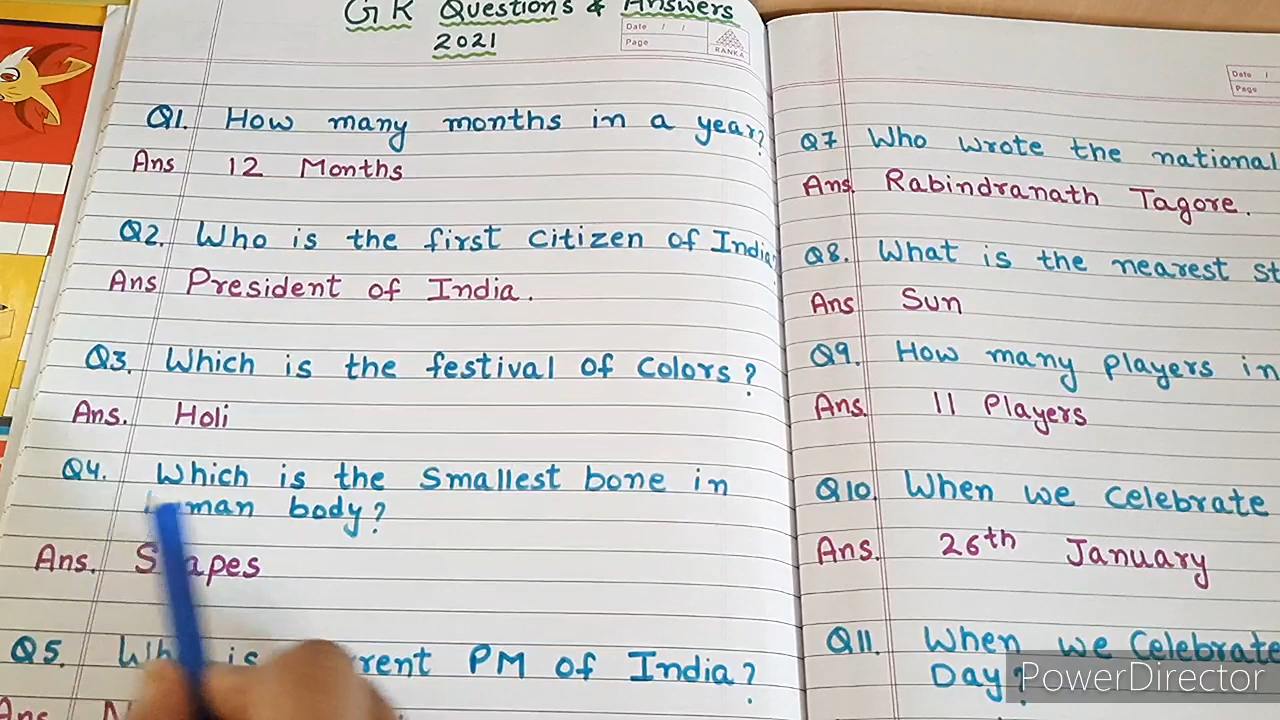 GK Questions & Answers
2021
Date / /
Page
RANKA
Q1. How many months in a year?
Ans 12 Months
Q2. Who is the first citizen of India
Ans President of India.
Q3. Which is the festival of colors?
Ans. Holi
Q4. Which is the smallest bone in
human body?
Ans.
Q5. is PM of India?
Ans
Date /
Page
Q7 Who wrote the national
Ans Rabindranath Tagore.
Q8. What is the nearest st
Ans Sun
Q9. How many players in
Ans. 11 Players
Q10. When we celebrate
Ans. 26th January
Q11. When we celebrate
Day?
PowerDirector